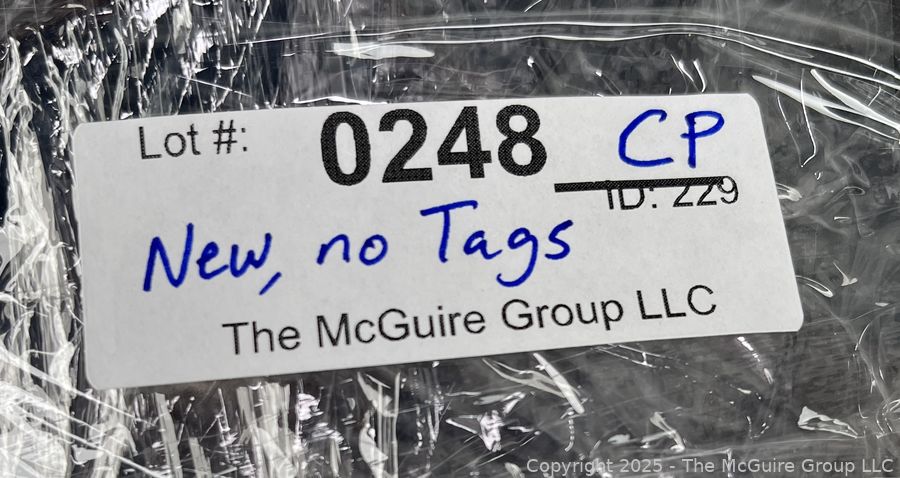 Lot #: 0248 CP
ID: 229
New, no Tags
The McGuire Group LLC
Copyright 2025 - The McGuire Group LLC